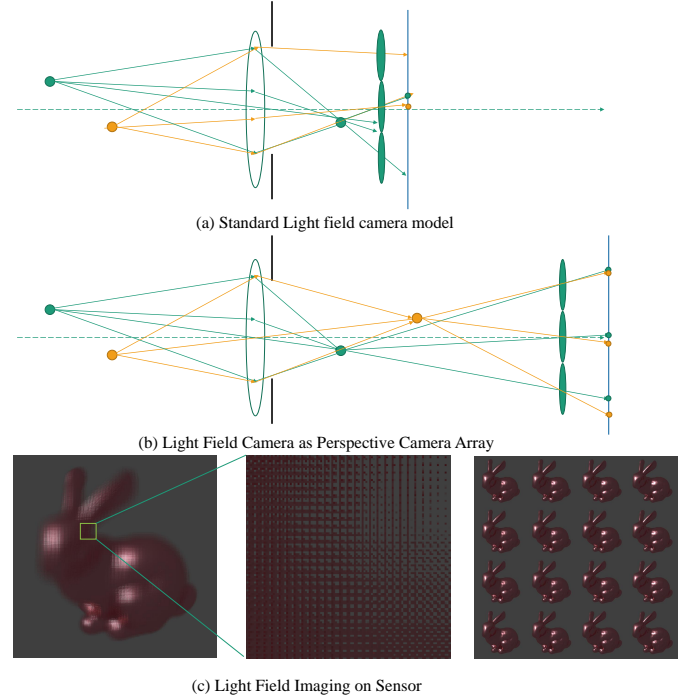 (a) Standard Light field camera model
(b) Light Field Camera as Perspective Camera Array
(c) Light Field Imaging on Sensor